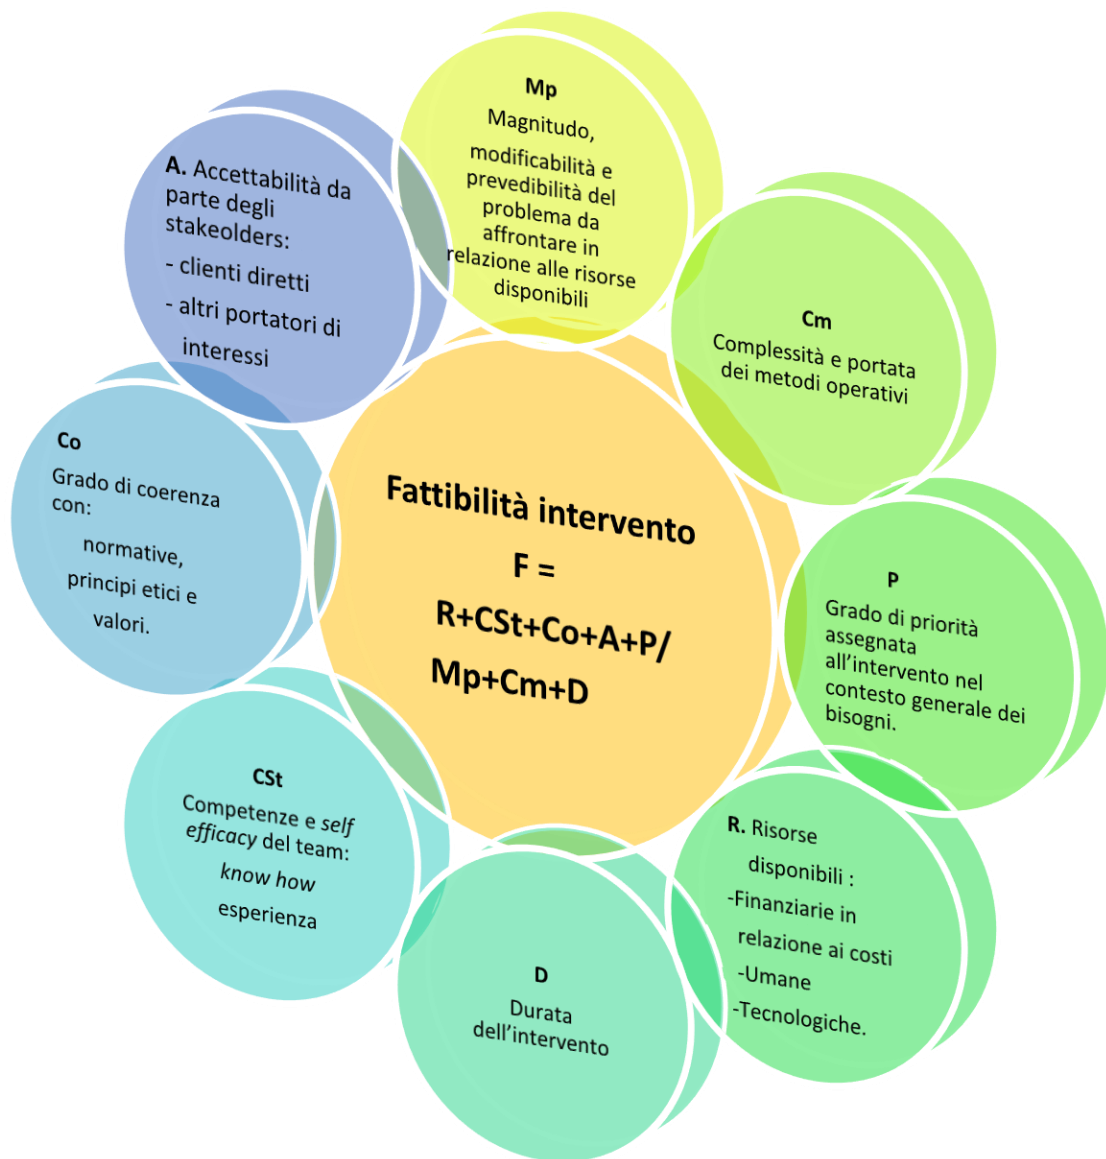 Mp
Magnitudo,
modificabilità e
prevedibilità del
problema da
affrontare in
relazione alle risorse
disponibili
Cm
Complessità e portata
dei metodi operativi
P
Grado di priorità
assegnata
all’intervento nel
contesto generale dei
bisogni.
R. Risorse
disponibili :
-Finanziarie in
relazione ai costi
-Umane
-Tecnologiche.
D
Durata
dell’intervento
CSt
Competenze e self
efficacy del team:
know how
esperienza
Co
Grado di coerenza
con:
normative,
principi etici e
valori.
A. Accettabilità da
parte degli
stakeolders:
- clienti diretti
- altri portatori di
interessi
Fattibilità intervento
F =
R+CSt+Co+A+P/
Mp+Cm+D